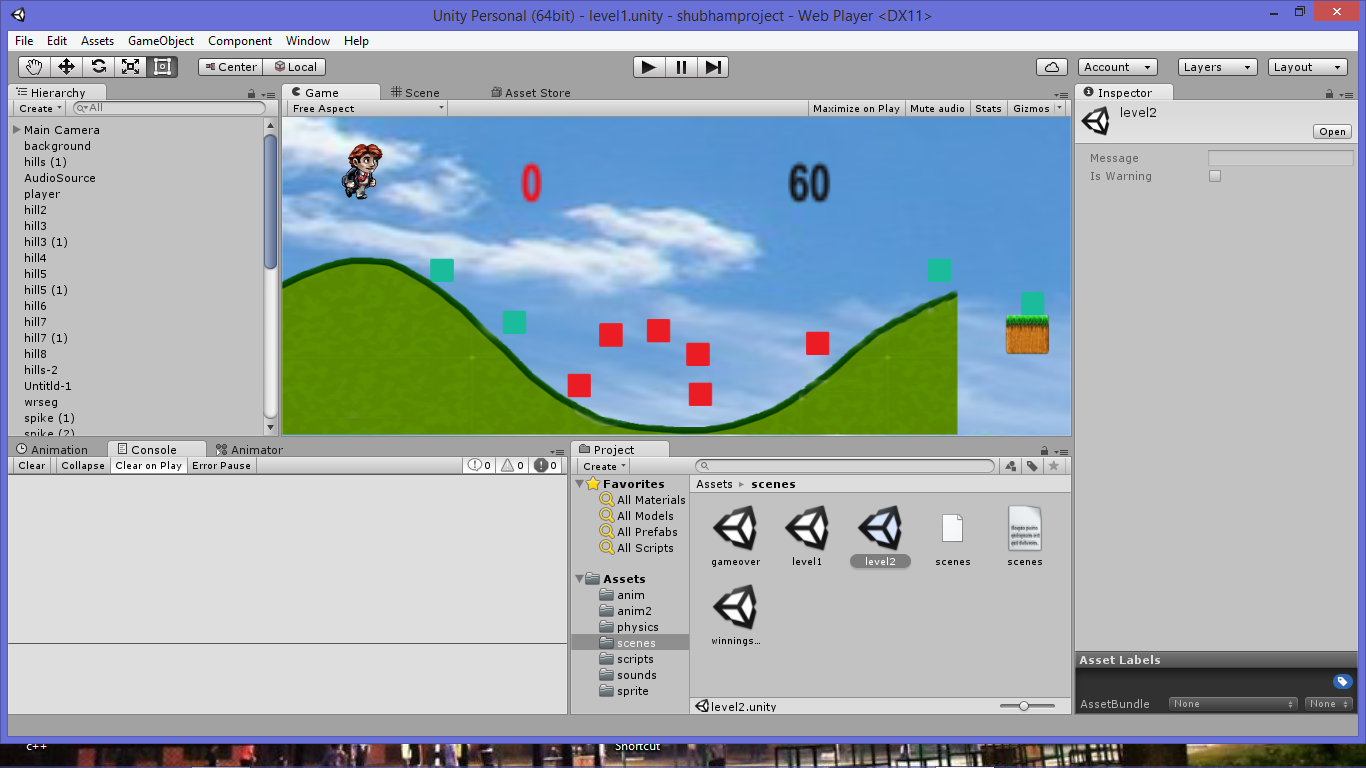 Unity Personal (64bit) - level1.unity - shubhamproject - Web Player <DX11>
File Edit Assets GameObject Component Window Help
Center Local Account Layers Layout
Hierarchy
Create All
Main Camera
background
hills (1)
AudioSource
player
hill2
hill3
hill3 (1)
hill4
hill5
hill5 (1)
hill6
hill7
hill7 (1)
hill8
hills-2
Untitld-1
wrseg
spike (1)
spike (2)
Game Scene Asset Store
Free Aspect Maximize on Play Mute audio Stats Gizmos
0 60
Inspector
level2
Open
Message
Is Warning
Animation Console Animator
Clear Collapse Clear on Play Error Pause 0 0 0
Project
Create
Favorites
All Materials
All Models
All Prefabs
All Scripts
Assets
anim
anim2
physics
scenes
scripts
sounds
sprite
Assets ▸ scenes
gameover level1 level2 scenes scenes
winnings...
level2.unity
Asset Labels
AssetBundle None None
c++ Shortcut